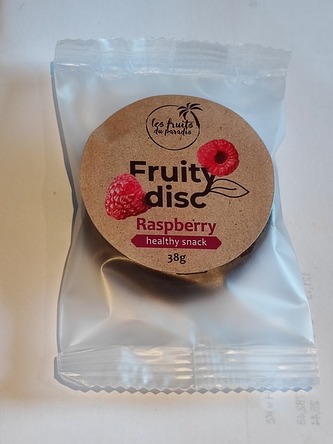 les fruits
du paradis
Fruity
disc
Raspberry
healthy snack
38g